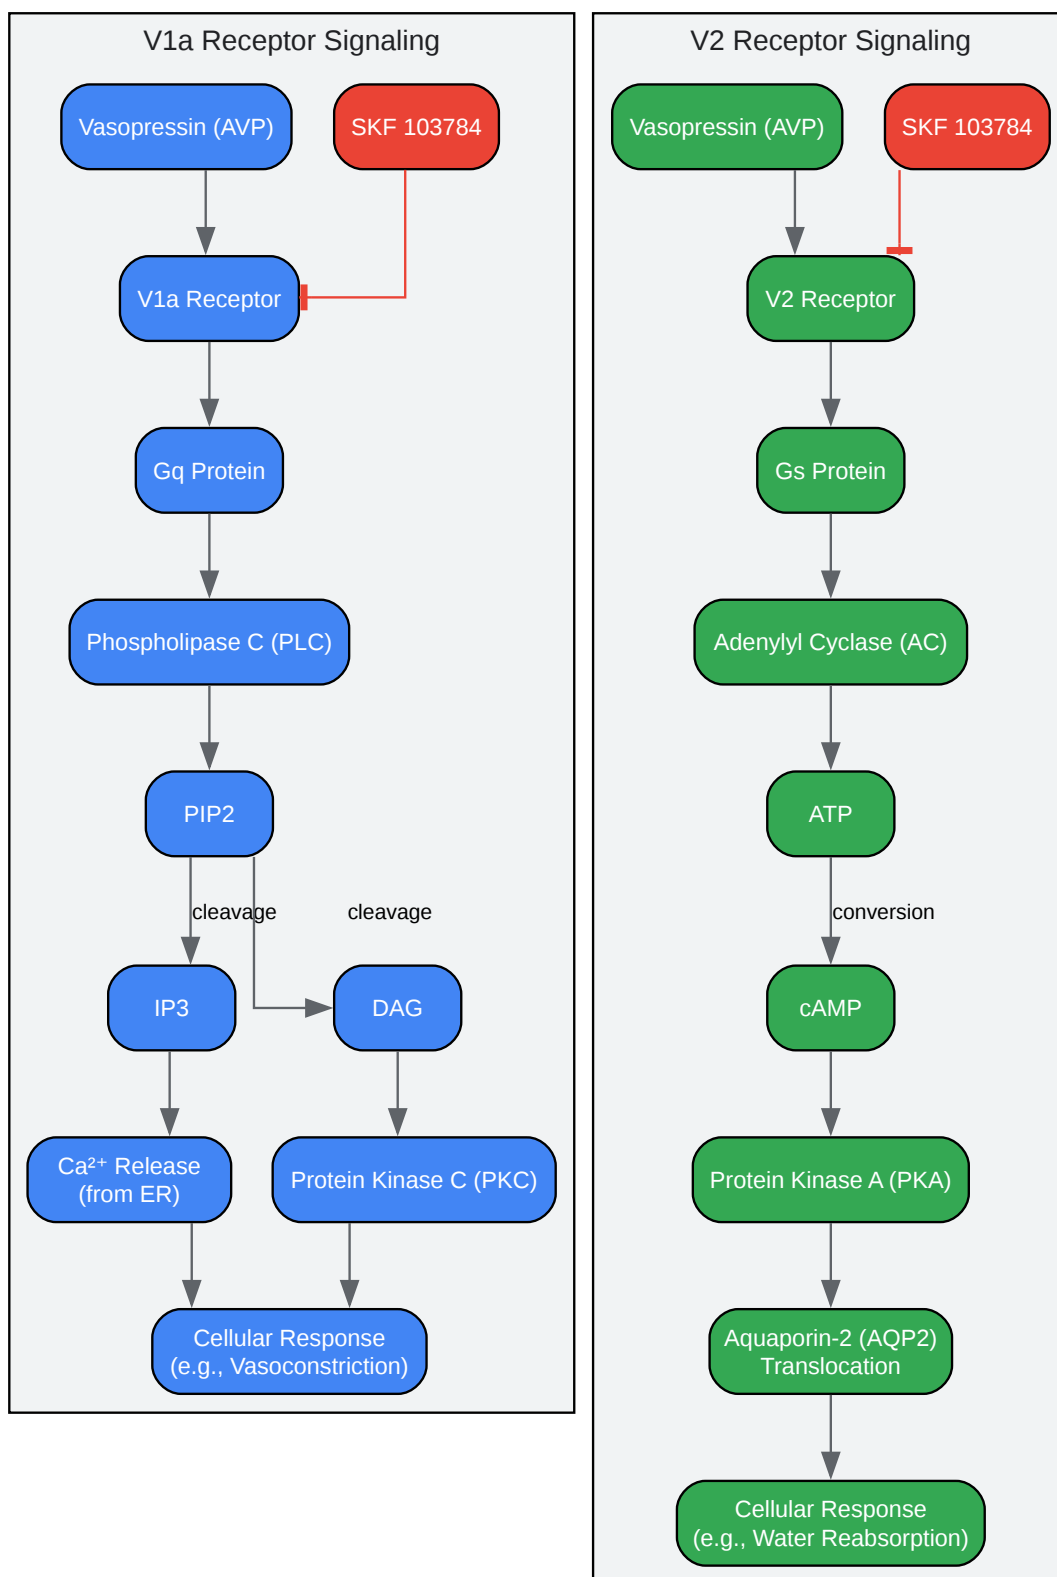 V1a Receptor Signaling
Vasopressin (AVP)
SKF 103784
V1a Receptor
Gq Protein
Phospholipase C (PLC)
PIP2
cleavage
cleavage
IP3
DAG
Ca²⁺ Release
(from ER)
Protein Kinase C (PKC)
Cellular Response
(e.g., Vasoconstriction)
V2 Receptor Signaling
Vasopressin (AVP)
SKF 103784
V2 Receptor
Gs Protein
Adenylyl Cyclase (AC)
ATP
conversion
cAMP
Protein Kinase A (PKA)
Aquaporin-2 (AQP2)
Translocation
Cellular Response
(e.g., Water Reabsorption)